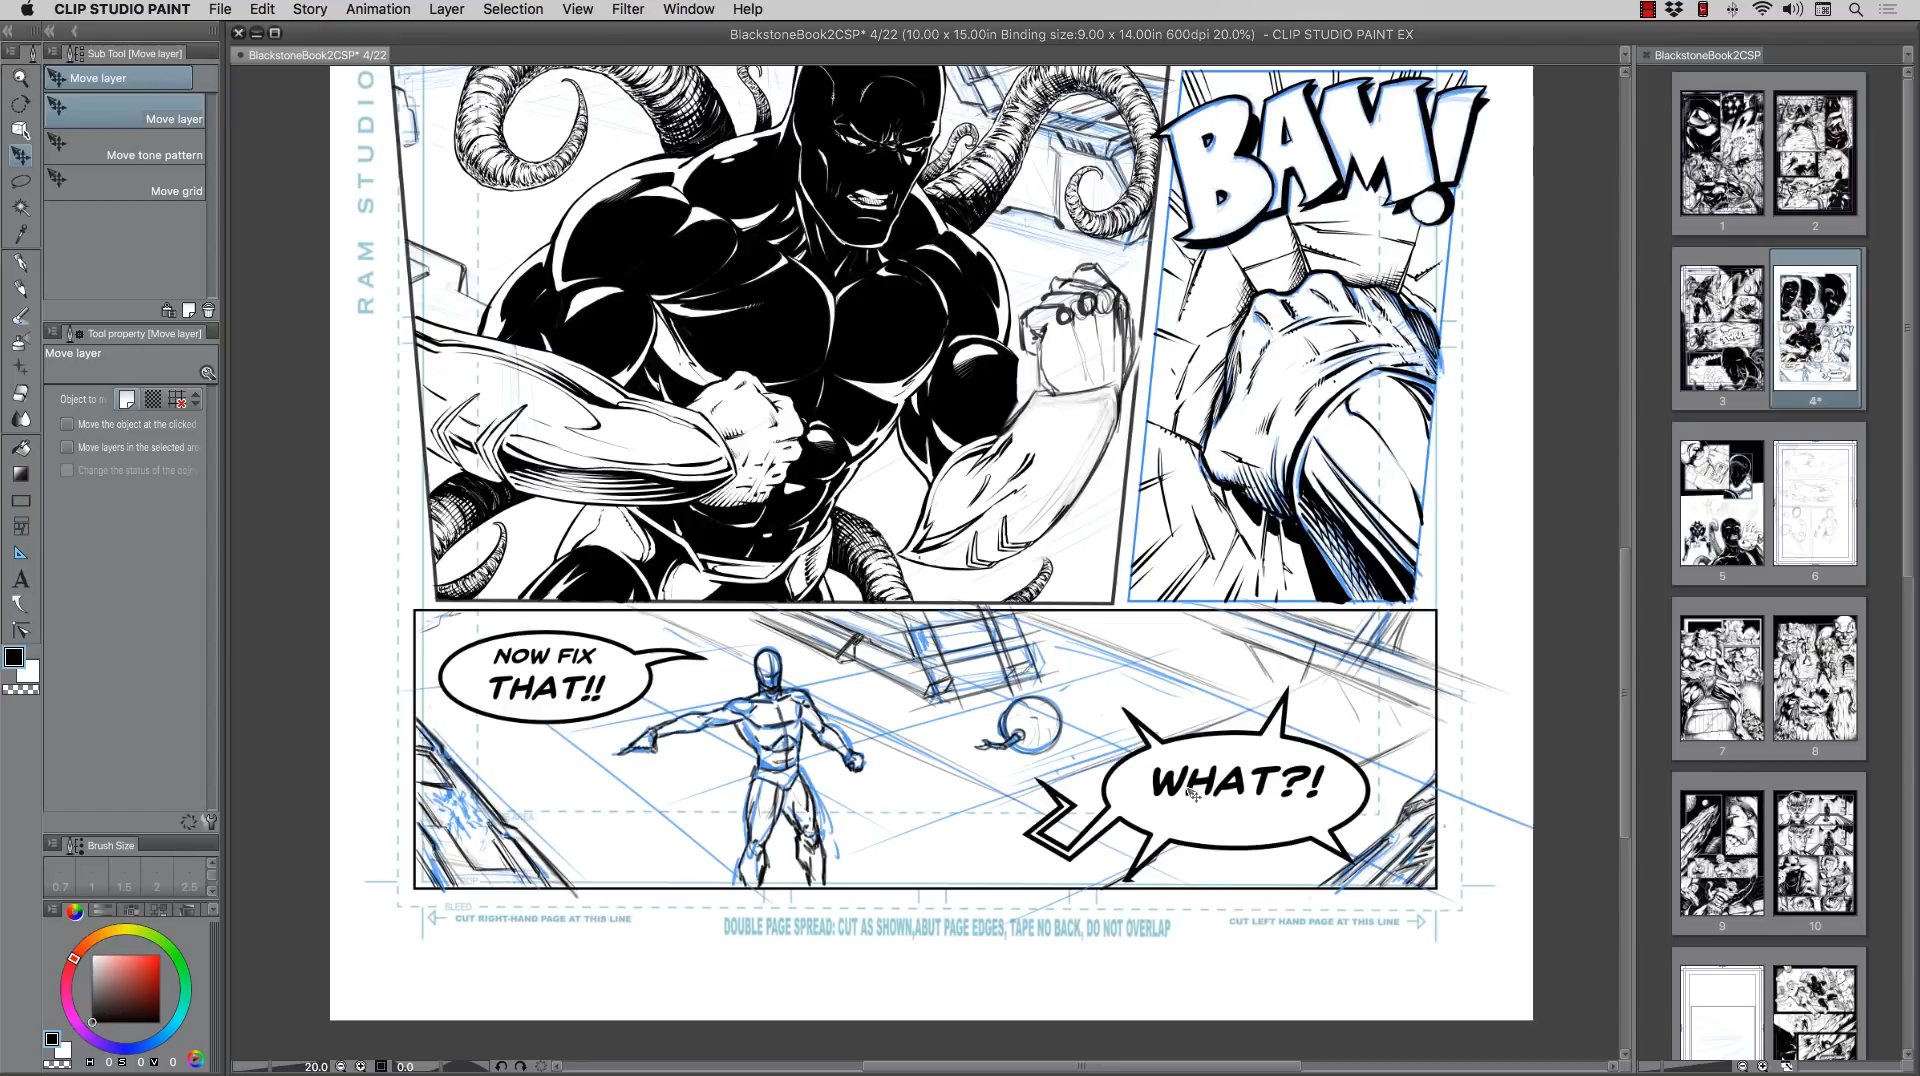 CLIP STUDIO PAINT File Edit Story Animation Layer Selection View Filter Window Help
BlackstoneBook2CSP* 4/22 (10.00 x 15.00in Binding size:9.00 x 14.00in 600dpi 20.0%) - CLIP STUDIO PAINT EX
Sub Tool [Move layer]
BlackstoneBook2CSP* 4/22
BlackstoneBook2CSP
Move layer
Move layer
Move tone pattern
Move grid
Tool property [Move layer]
Move layer
Object to m
Move the object at the clicked
Move layers in the selected are
Change the status of the objec
Brush Size
0.7 1 1.5 2 2.5
H 0 S 0 V 0
RAM STUDIO
BAM!
NOW FIX
THAT!!
WHAT?!
BLEED
CUT RIGHT-HAND PAGE AT THIS LINE
DOUBLE PAGE SPREAD: CUT AS SHOWN,ABUT PAGE EDGES, TAPE NO BACK, DO NOT OVERLAP
CUT LEFT HAND PAGE AT THIS LINE
20.0 0.0
1 2
3 4*
5 6
7 8
9 10